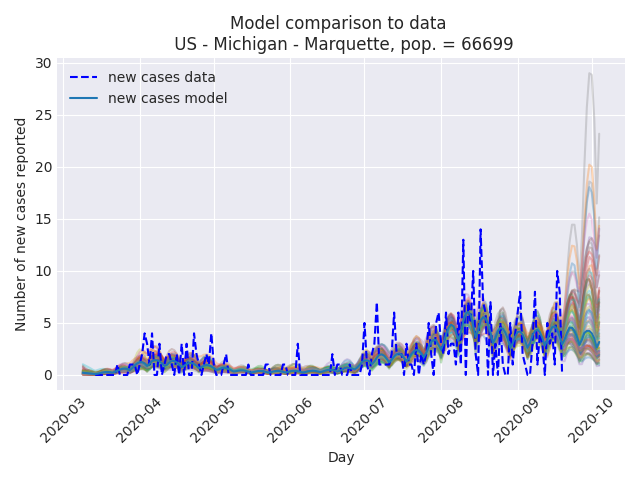 Model comparison to data
US - Michigan - Marquette, pop. = 66699
new cases data
new cases model
Number of new cases reported
30
25
20
15
10
5
0
2020-03
2020-04
2020-05
2020-06
2020-07
2020-08
2020-09
2020-10
Day